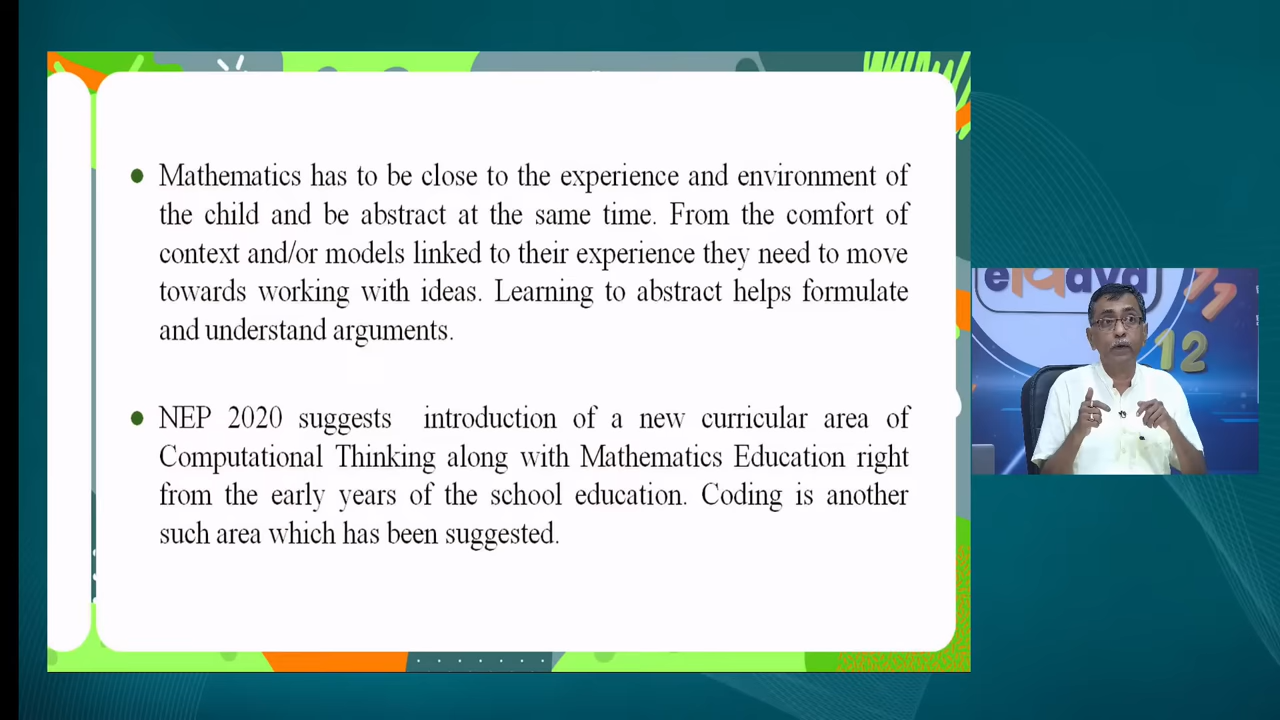 Mathematics has to be close to the experience and environment of
the child and be abstract at the same time. From the comfort of
context and/or models linked to their experience they need to move
towards working with ideas. Learning to abstract helps formulate
and understand arguments.
NEP 2020 suggests introduction of a new curricular area of
Computational Thinking along with Mathematics Education right
from the early years of the school education. Coding is another
such area which has been suggested.
12